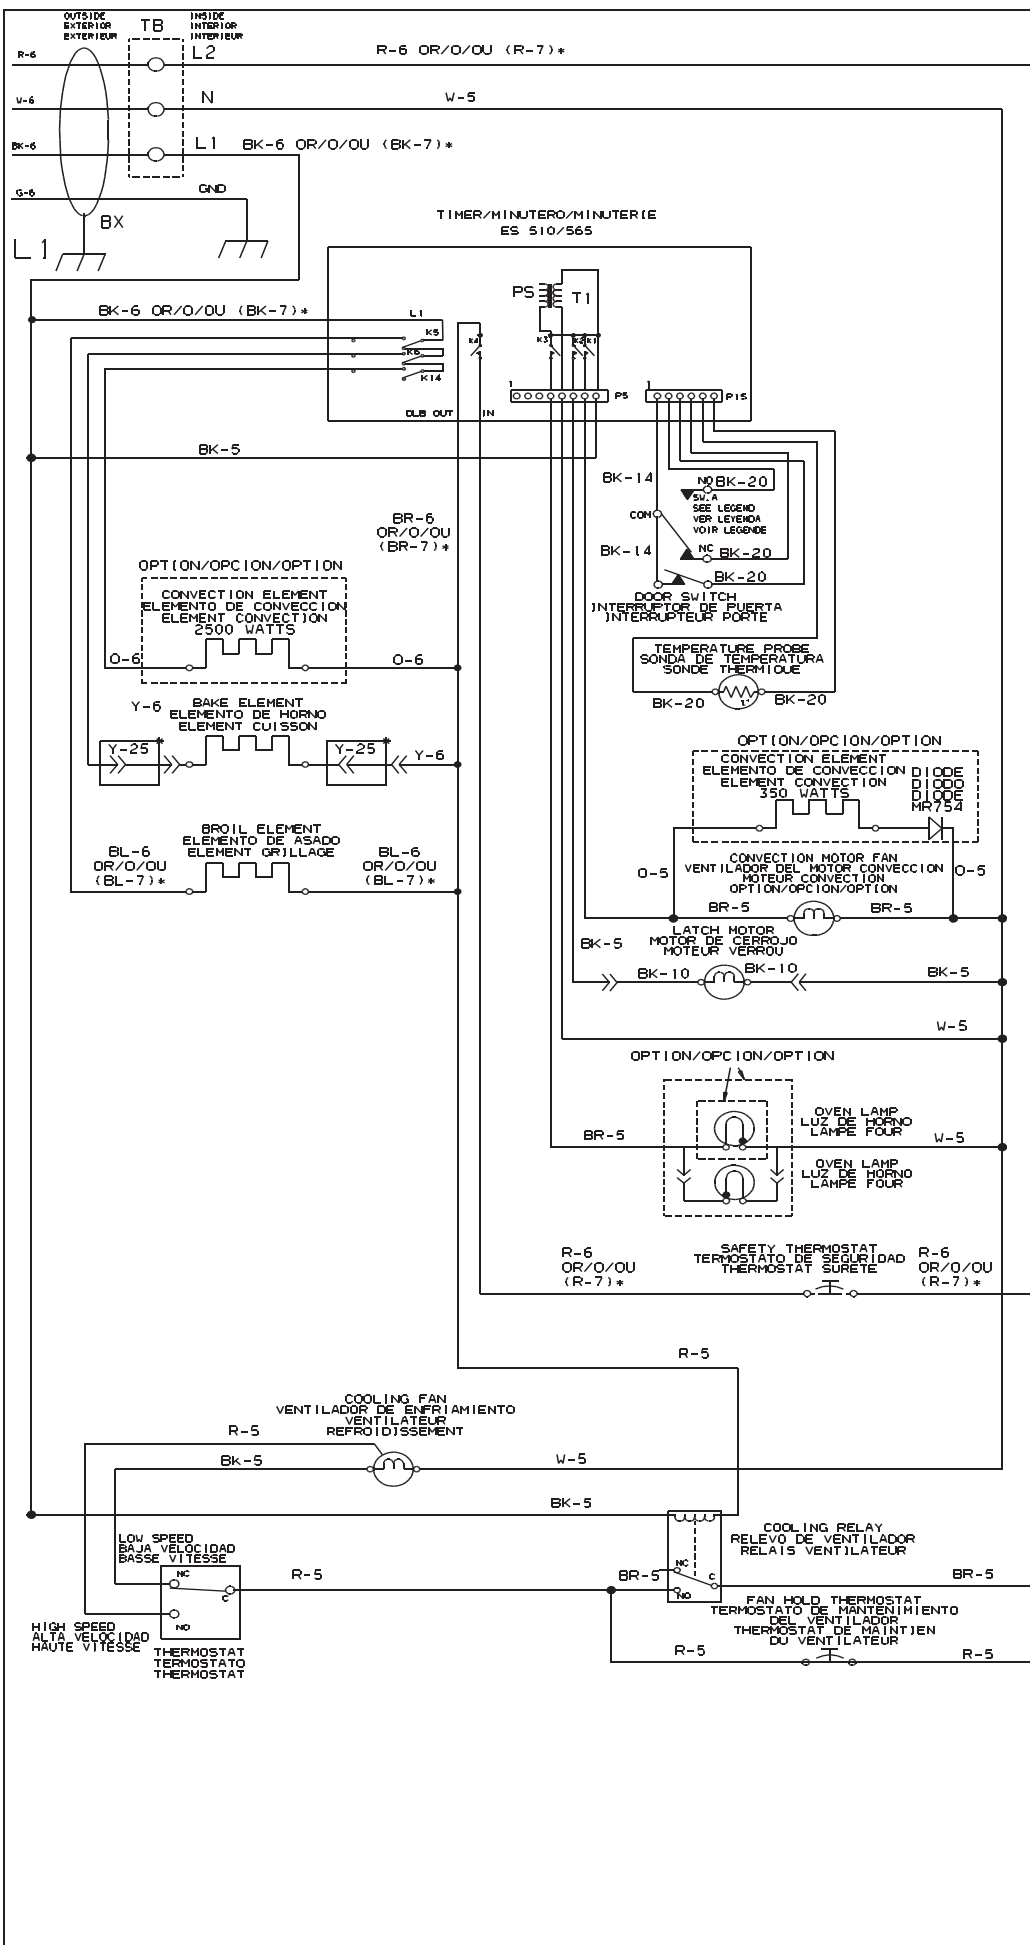 OUTSIDE
EXTERIOR
EXTERIEUR
TB
INSIDE
INTERIOR
INTERIEUR
R-6
L2
R-6 OR/O/OU (R-7)*
W-6
N
W-5
BK-6
L1
BK-6 OR/O/OU (BK-7)*
G-6
GND
BX
L1
TIMER/MINUTERO/MINUTERIE
ES 510/565
PS
T1
BK-6 OR/O/OU (BK-7)*
L1
K5
K6
K14
K4
K3
K2
K1
1
P5
1
P15
DLB OUT
IN
BK-5
BK-14
NO
BK-20
SW.A
SEE LEGEND
VER LEYENDA
VOIR LEGENDE
COM
BR-6
OR/O/OU
(BR-7)*
BK-14
NC
BK-20
BK-20
DOOR SWITCH
INTERRUPTOR DE PUERTA
INTERRUPTEUR PORTE
OPTION/OPCION/OPTION
CONVECTION ELEMENT
ELEMENTO DE CONVECCION
ELEMENT CONVECTION
2500 WATTS
O-6
O-6
TEMPERATURE PROBE
SONDA DE TEMPERATURA
SONDE THERMIQUE
BK-20
BK-20
Y-6
BAKE ELEMENT
ELEMENTO DE HORNO
ELEMENT CUISSON
Y-25
*
Y-25
*
Y-6
OPTION/OPCION/OPTION
CONVECTION ELEMENT
ELEMENTO DE CONVECCION
ELEMENT CONVECTION
350 WATTS
DIODE
DIODO
DIODE
MR754
BROIL ELEMENT
ELEMENTO DE ASADO
ELEMENT GRILLAGE
BL-6
OR/O/OU
(BL-7)*
BL-6
OR/O/OU
(BL-7)*
O-5
CONVECTION MOTOR FAN
VENTILADOR DEL MOTOR CONVECCION
MOTEUR CONVECTION
OPTION/OPCION/OPTION
O-5
BR-5
BR-5
LATCH MOTOR
MOTOR DE CERROJO
MOTEUR VERROU
BK-5
BK-10
BK-10
BK-5
W-5
OPTION/OPCION/OPTION
OVEN LAMP
LUZ DE HORNO
LAMPE FOUR
BR-5
W-5
OVEN LAMP
LUZ DE HORNO
LAMPE FOUR
R-6
OR/O/OU
(R-7)*
SAFETY THERMOSTAT
TERMOSTATO DE SEGURIDAD
THERMOSTAT SURETE
R-6
OR/O/OU
(R-7)*
R-5
COOLING FAN
VENTILADOR DE ENFRIAMIENTO
VENTILATEUR
REFROIDISSEMENT
R-5
BK-5
W-5
BK-5
LOW SPEED
BAJA VELOCIDAD
BASSE VITESSE
COOLING RELAY
RELEVO DE VENTILADOR
RELAIS VENTILATEUR
NC
C
NO
R-5
BR-5
NC
C
NO
BR-5
HIGH SPEED
ALTA VELOCIDAD
HAUTE VITESSE
THERMOSTAT
TERMOSTATO
THERMOSTAT
FAN HOLD THERMOSTAT
TERMOSTATO DE MANTENIMIENTO
DEL VENTILADOR
THERMOSTAT DE MAINTIEN
DU VENTILATEUR
R-5
R-5